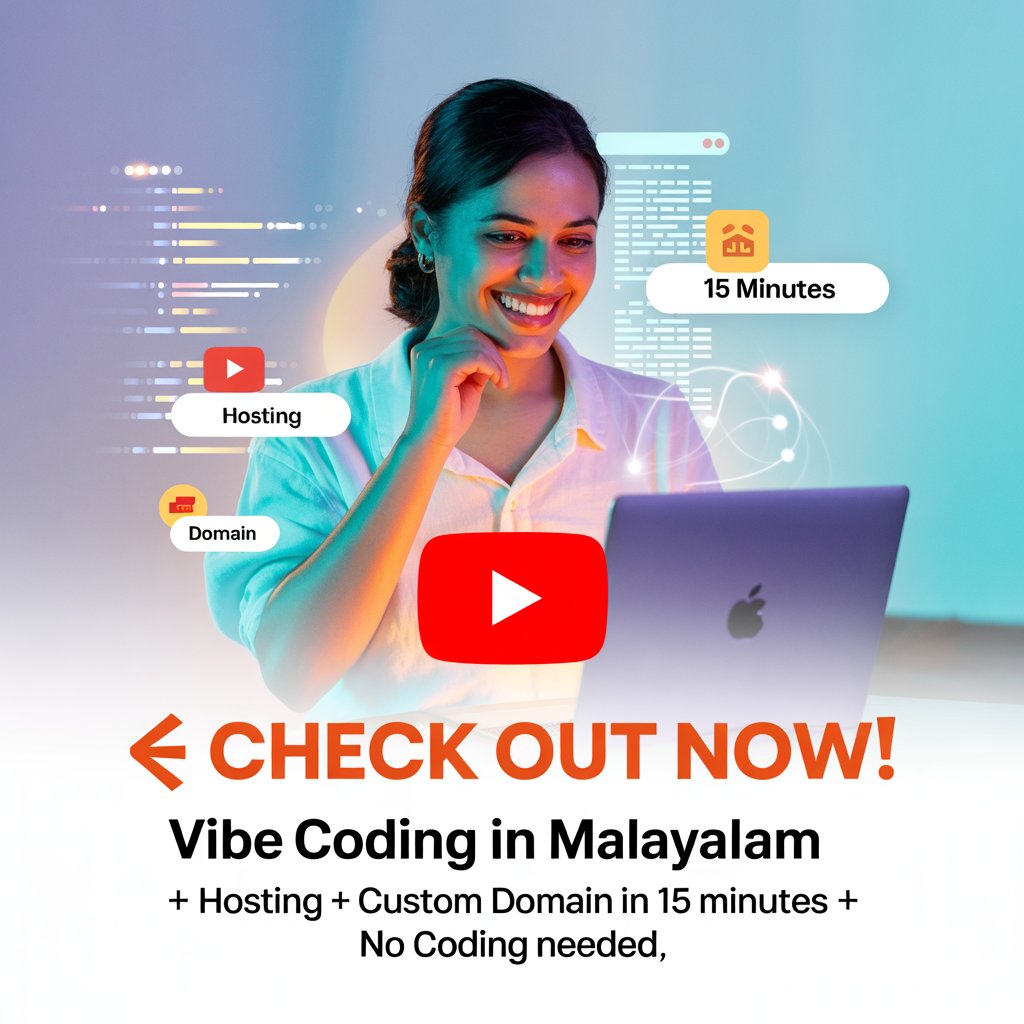 15 Minutes
Hosting
Domain
CHECK OUT NOW!
Vibe Coding in Malayalam
+ Hosting + Custom Domain in 15 minutes +
No Coding needed,